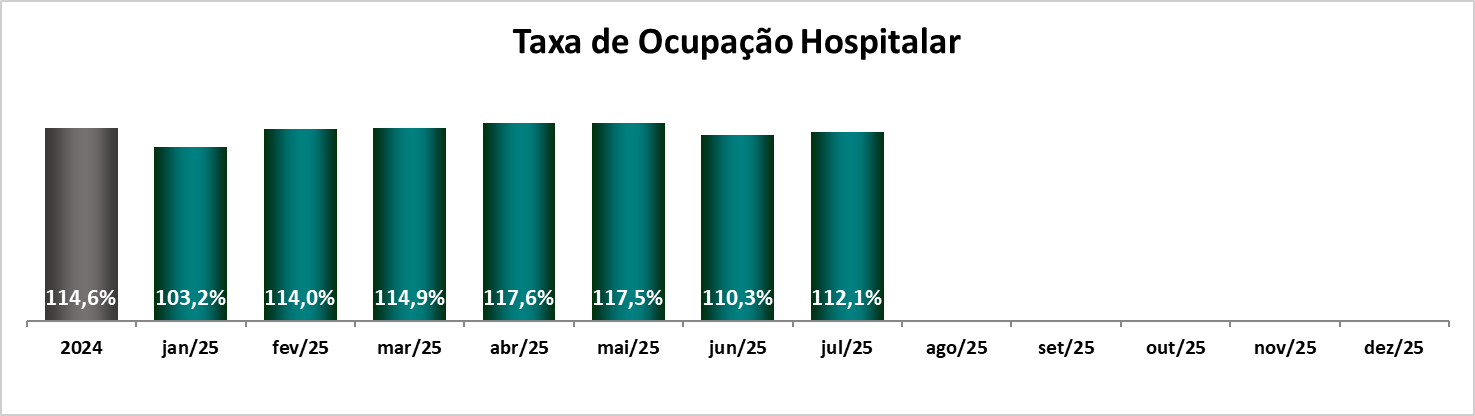 Taxa de Ocupação Hospitalar
114,6% 103,2% 114,0% 114,9% 117,6% 117,5% 110,3% 112,1%
2024 jan/25 fev/25 mar/25 abr/25 mai/25 jun/25 jul/25 ago/25 set/25 out/25 nov/25 dez/25